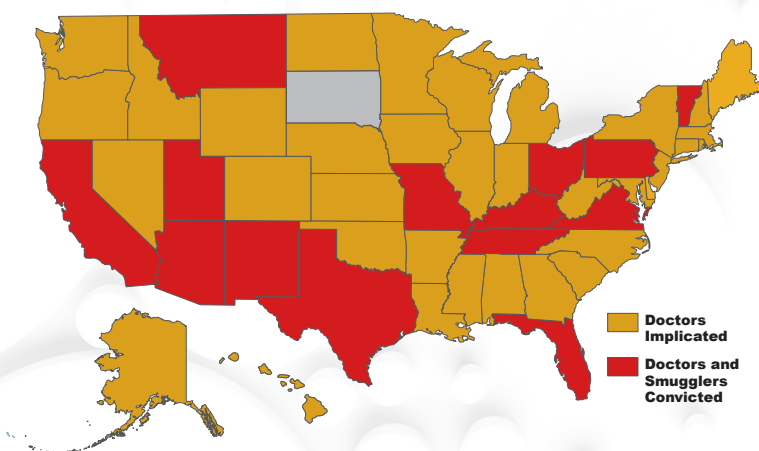 Doctors
Implicated
Doctors and
Smugglers
Convicted